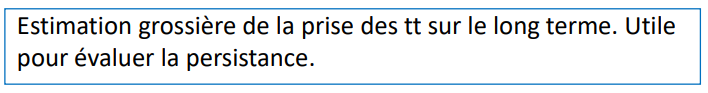 Estimation grossière de la prise des tt sur le long terme. Utile
pour évaluer la persistance.